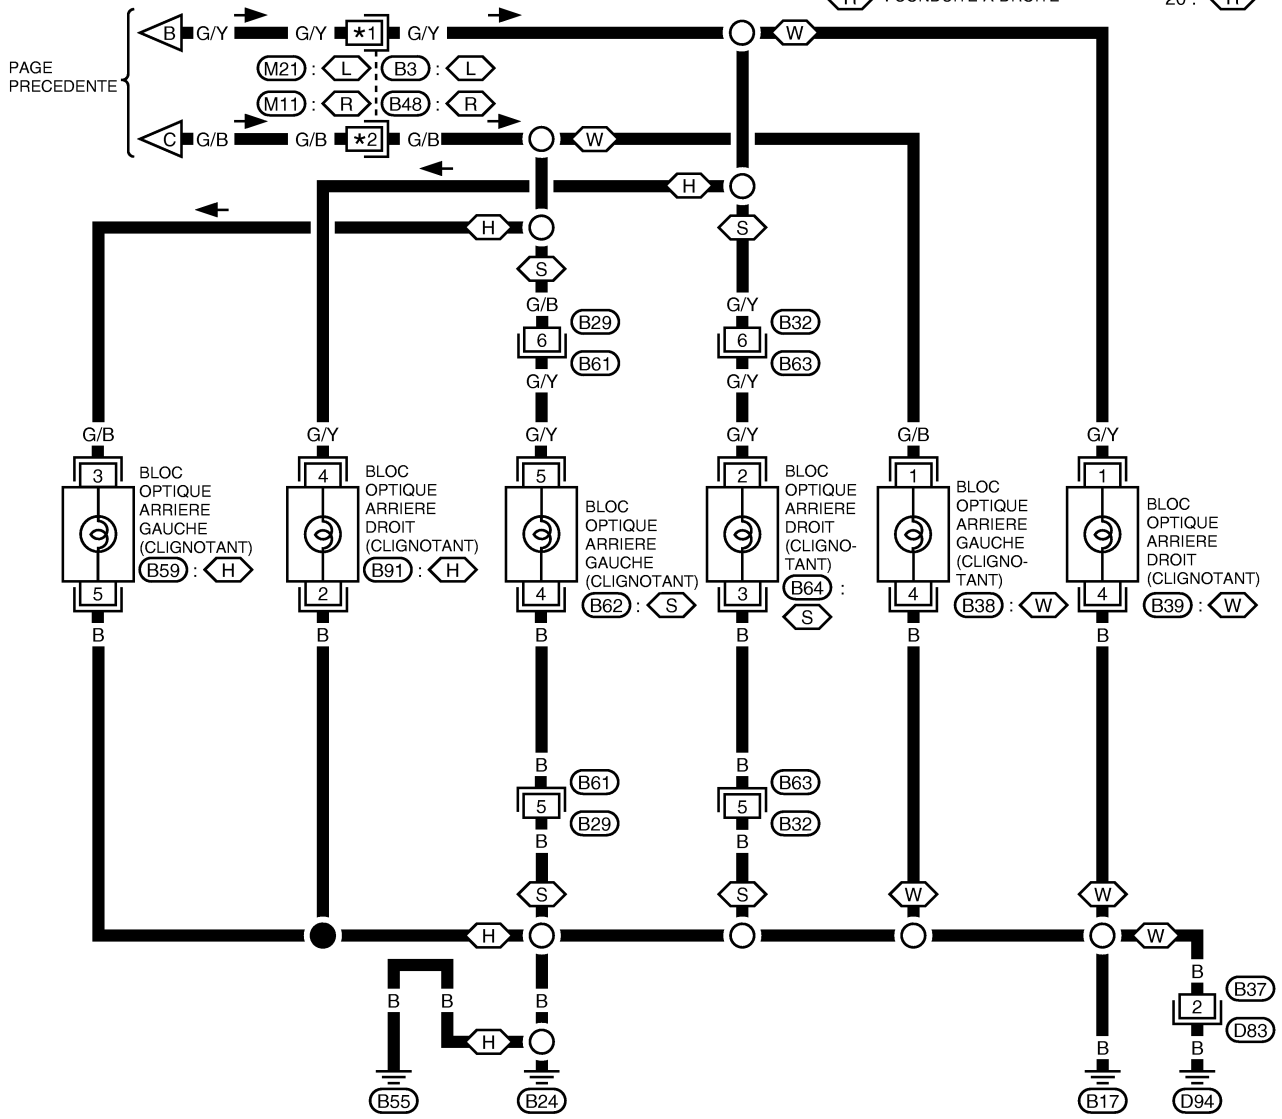 H
20 :
H
B G/Y G/Y *1 G/Y W
M21 : L B3 : L
PAGE
PRECEDENTE
M11 : R B48 : R
C G/B G/B *2 G/B W
H
H
S
S
G/B
G/Y
6
B29
B61
6
B32
B63
G/Y
G/Y
G/B
G/Y
G/Y
G/Y
G/B
G/Y
3
BLOC
OPTIQUE
ARRIERE
GAUCHE
(CLIGNOTANT)
B59 : H
5
4
BLOC
OPTIQUE
ARRIERE
DROIT
(CLIGNOTANT)
B91 : H
2
5
BLOC
OPTIQUE
ARRIERE
GAUCHE
(CLIGNOTANT)
B62 : S
4
2
BLOC
OPTIQUE
ARRIERE
DROIT
(CLIGNO-
TANT)
B64 :
S
3
1
BLOC
OPTIQUE
ARRIERE
GAUCHE
(CLIGNO-
TANT)
B38 : W
4
1
BLOC
OPTIQUE
ARRIERE
DROIT
(CLIGNOTANT)
B39 : W
4
B
B
B
B
B
B
B
B
B61
5
B29
B63
5
B32
B
B
S
S
W
W
H
W
B
B
B
B
B37
2
D83
H
B
B
B55
B24
B17
D94